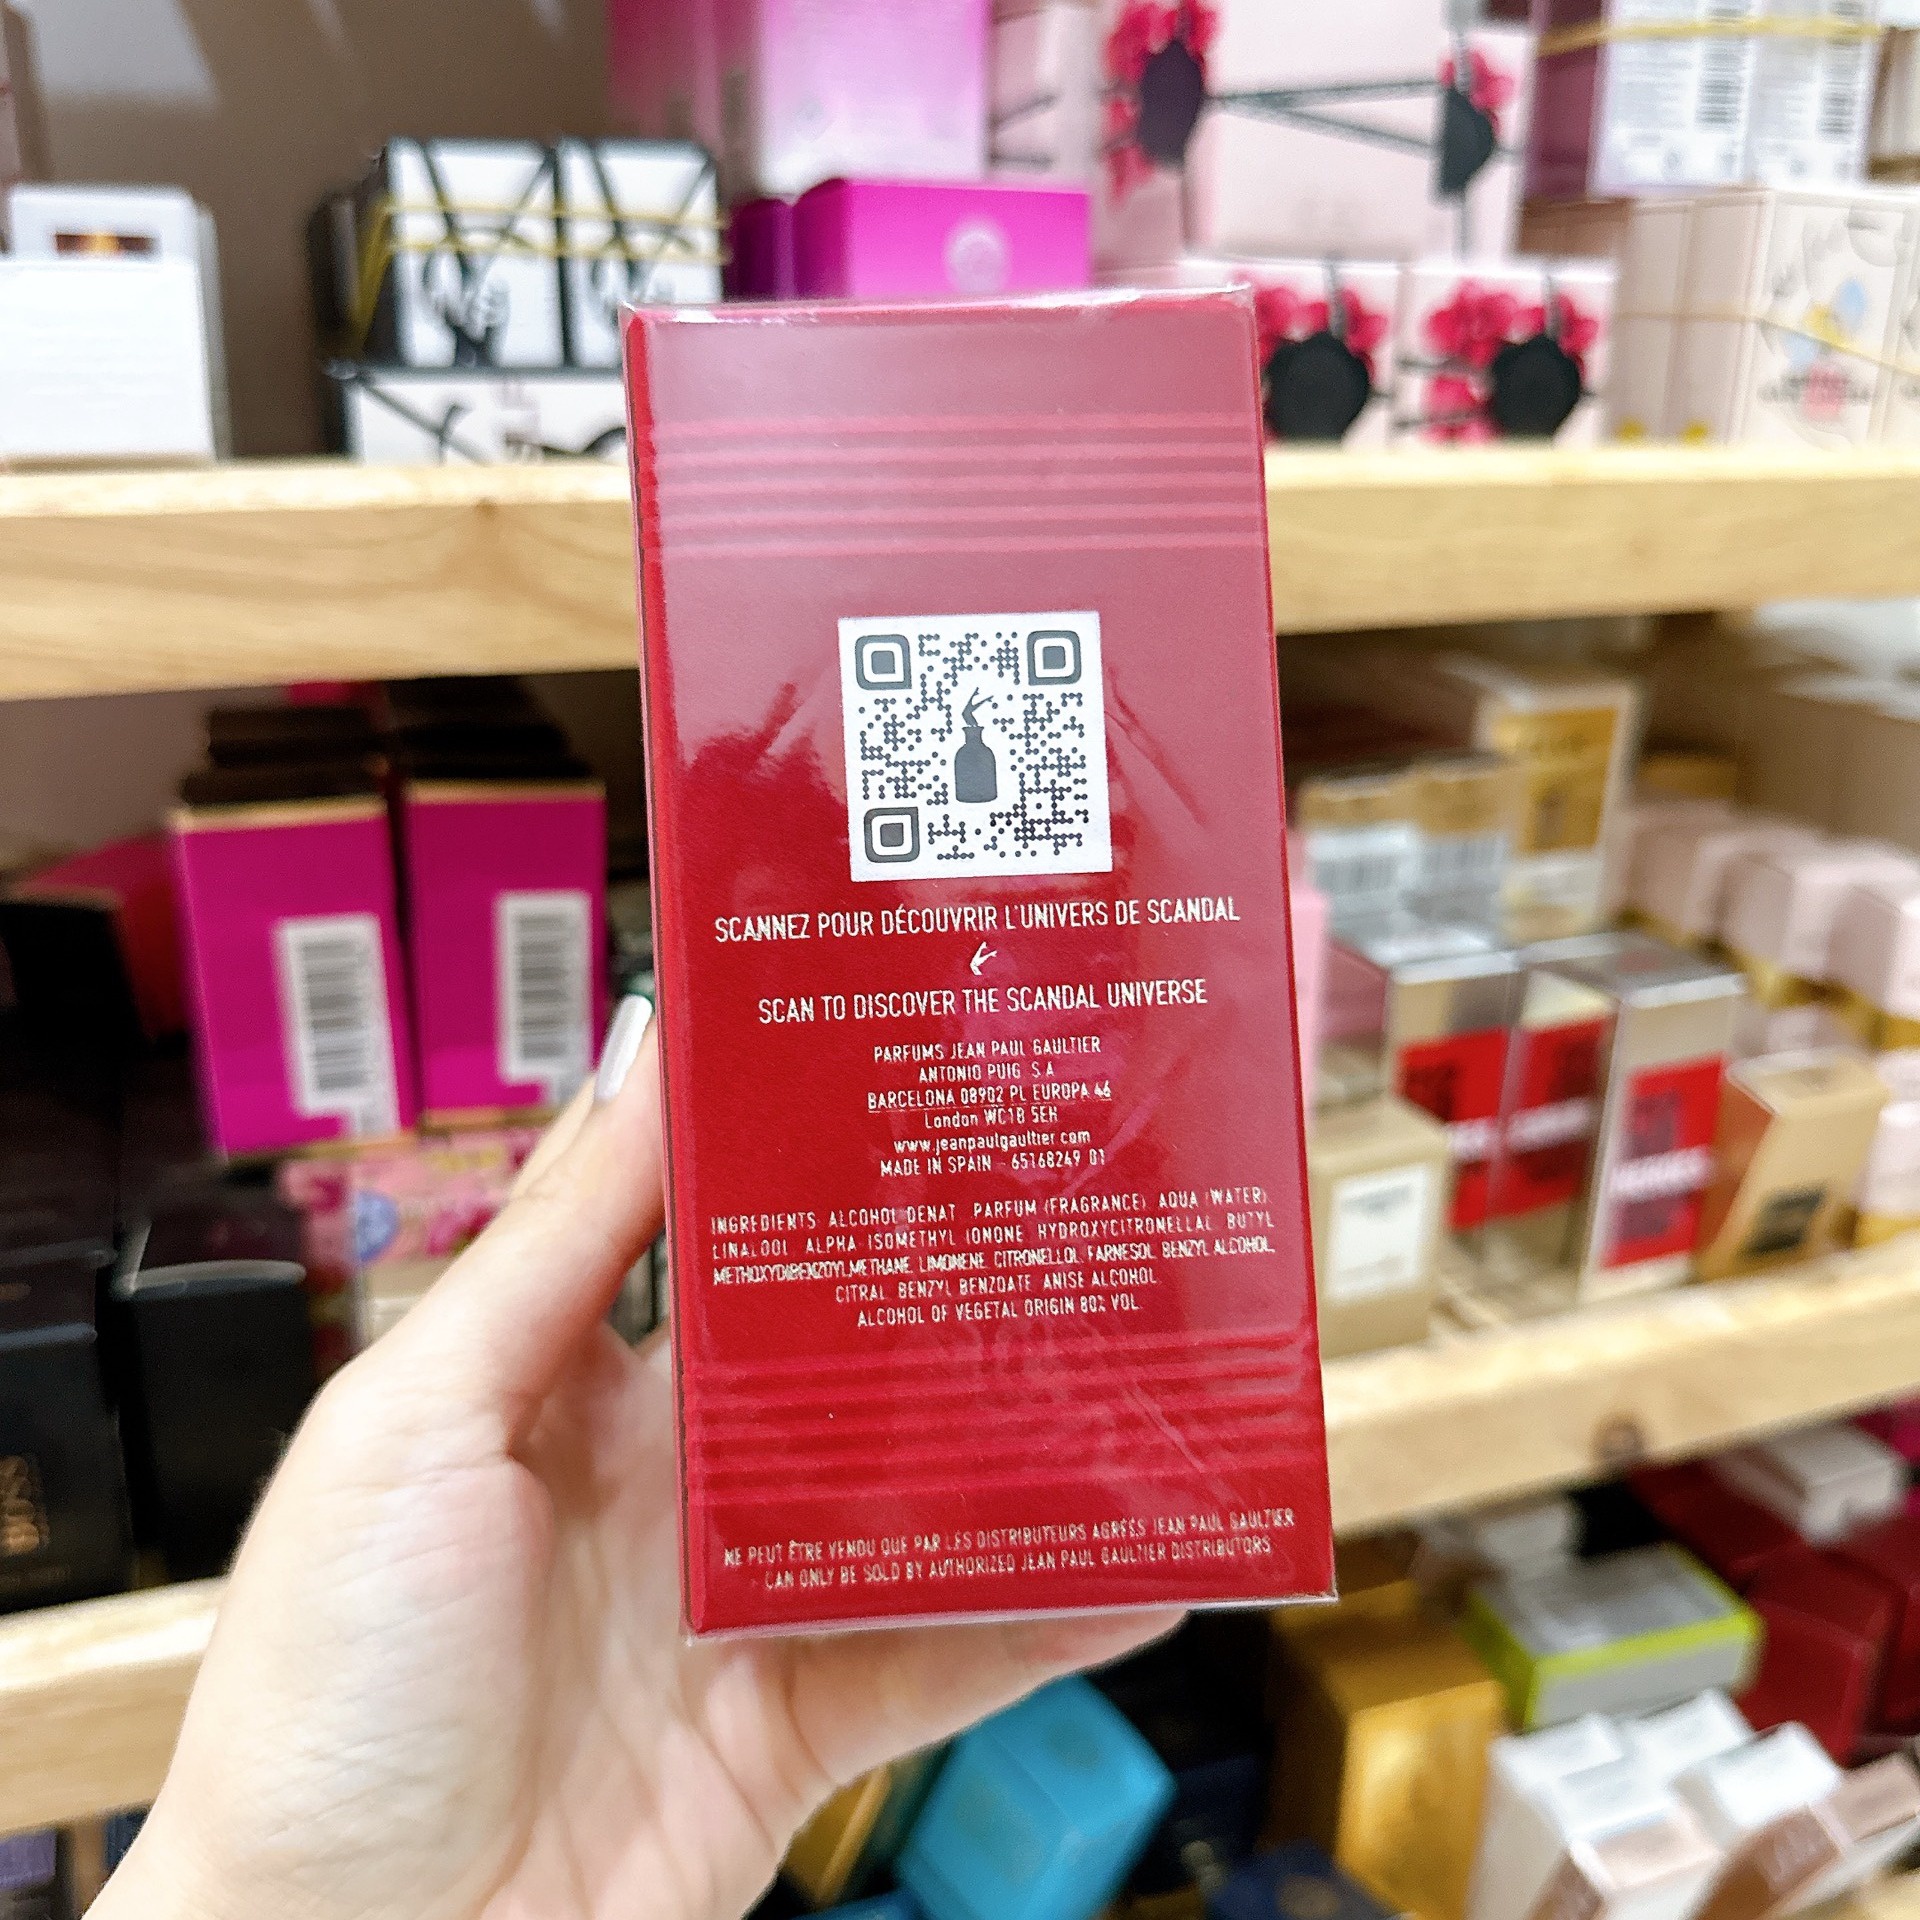 SCANNEZ POUR DÉCOUVRIR L'UNIVERS DE SCANDAL
SCAN TO DISCOVER THE SCANDAL UNIVERSE
PARFUMS JEAN PAUL GAULTIER
ANTONIO PUIG S.A
BARCELONA 08902 PL EUROPA 46
London WC1B 5EH
www.jeanpaulgaultier.com
MADE IN SPAIN - 65168249 01
INGREDIENTS: ALCOHOL DENAT. PARFUM (FRAGRANCE), AQUA (WATER),
LINALOOL, ALPHA-ISOMETHYL IONONE, HYDROXYCITRONELLAL, BUTYL
METHOXYDIBENZOYLMETHANE, LIMONENE, CITRONELLOL, FARNESOL, BENZYL ALCOHOL,
CITRAL, BENZYL BENZOATE, ANISE ALCOHOL.
ALCOHOL OF VEGETAL ORIGIN 80% VOL.
NE PEUT ÊTRE VENDU QUE PAR LES DISTRIBUTEURS AGRÉÉS JEAN PAUL GAULTIER
CAN ONLY BE SOLD BY AUTHORIZED JEAN PAUL GAULTIER DISTRIBUTORS